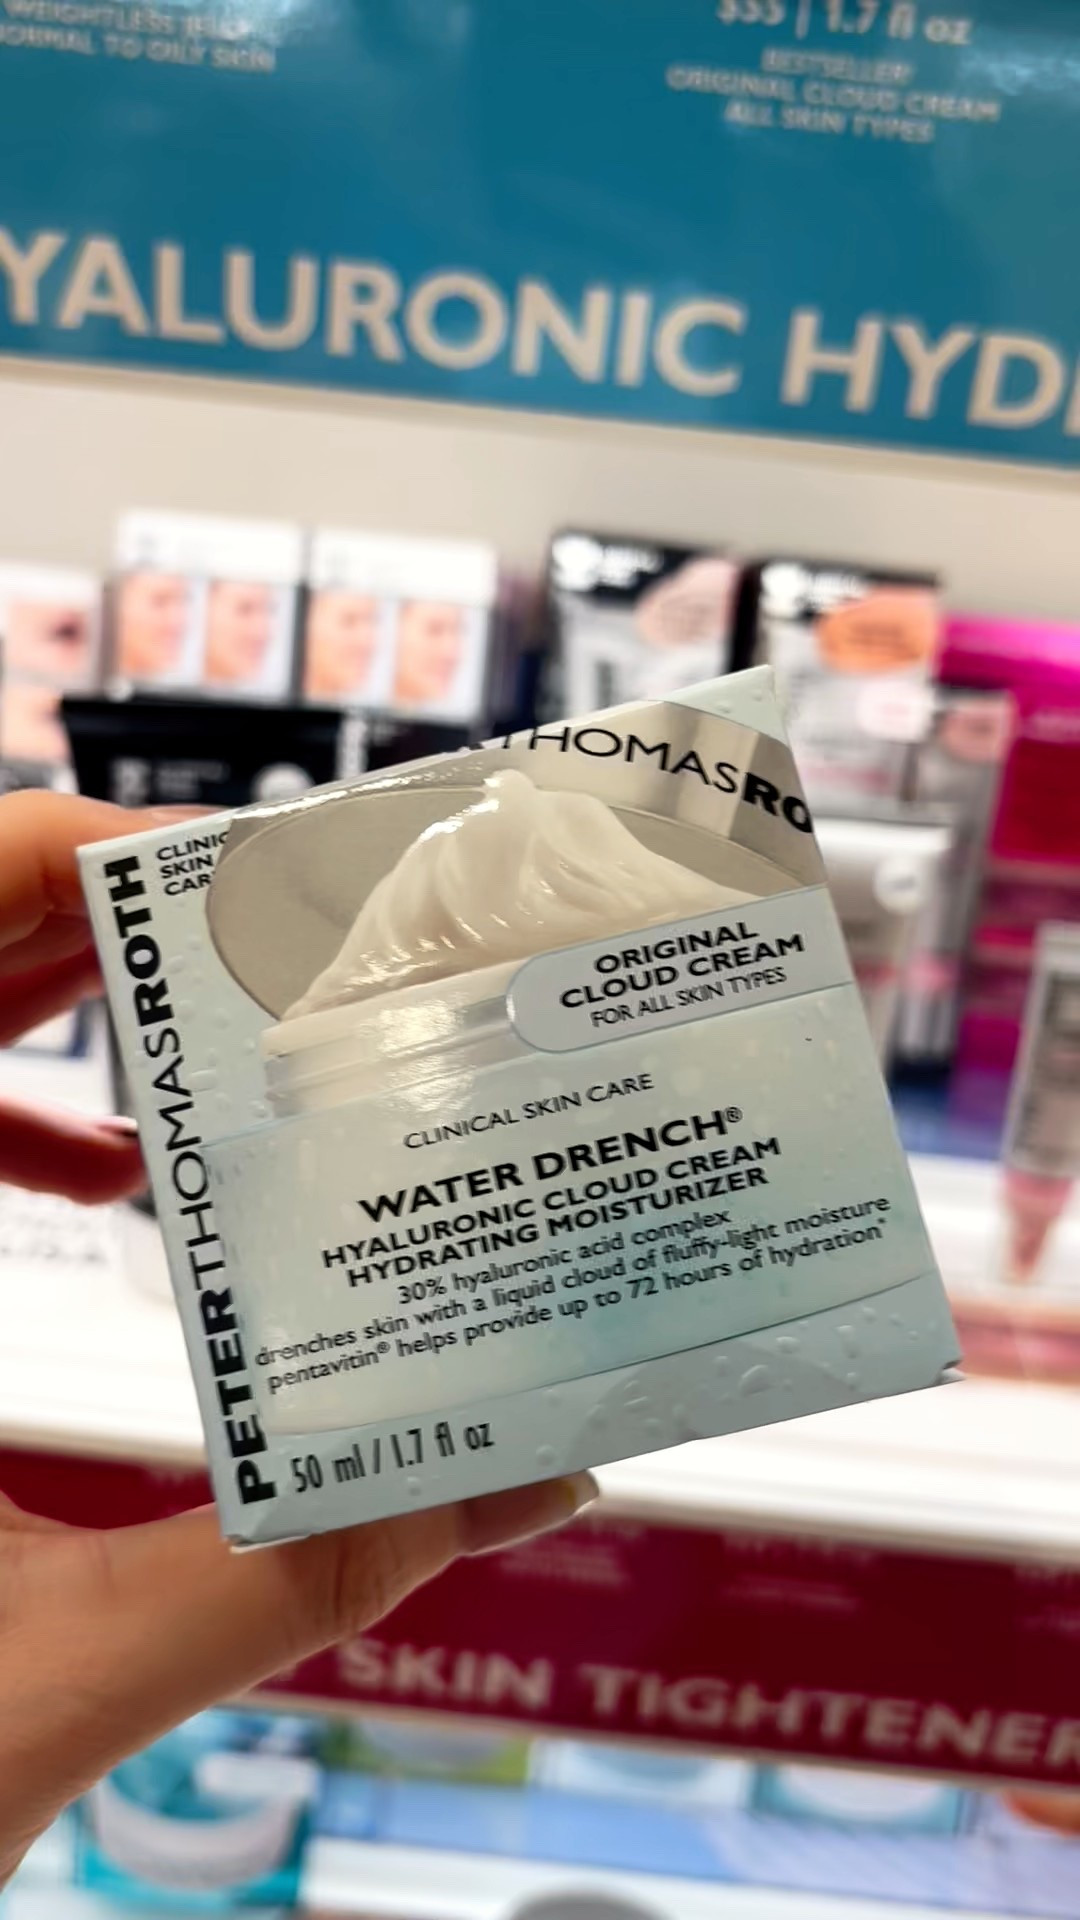 WEIGHTLESS JELLY
NORMAL TO OILY SKIN
$55 | 1.7 fl oz
BESTSELLER
ORIGINAL CLOUD CREAM
ALL SKIN TYPES
YALURONIC HYD
THOMASRO
CLINIC
SKIN
CAR
PETERTHOMASROTH
ORIGINAL
CLOUD CREAM
FOR ALL SKIN TYPES
CLINICAL SKIN CARE
WATER DRENCH®
HYALURONIC CLOUD CREAM
HYDRATING MOISTURIZER
30% hyaluronic acid complex
drenches skin with a liquid cloud of fluffy-light moisture
pentavitin® helps provide up to 72 hours of hydration*
50 ml / 1.7 fl oz
SKIN TIGHTENER